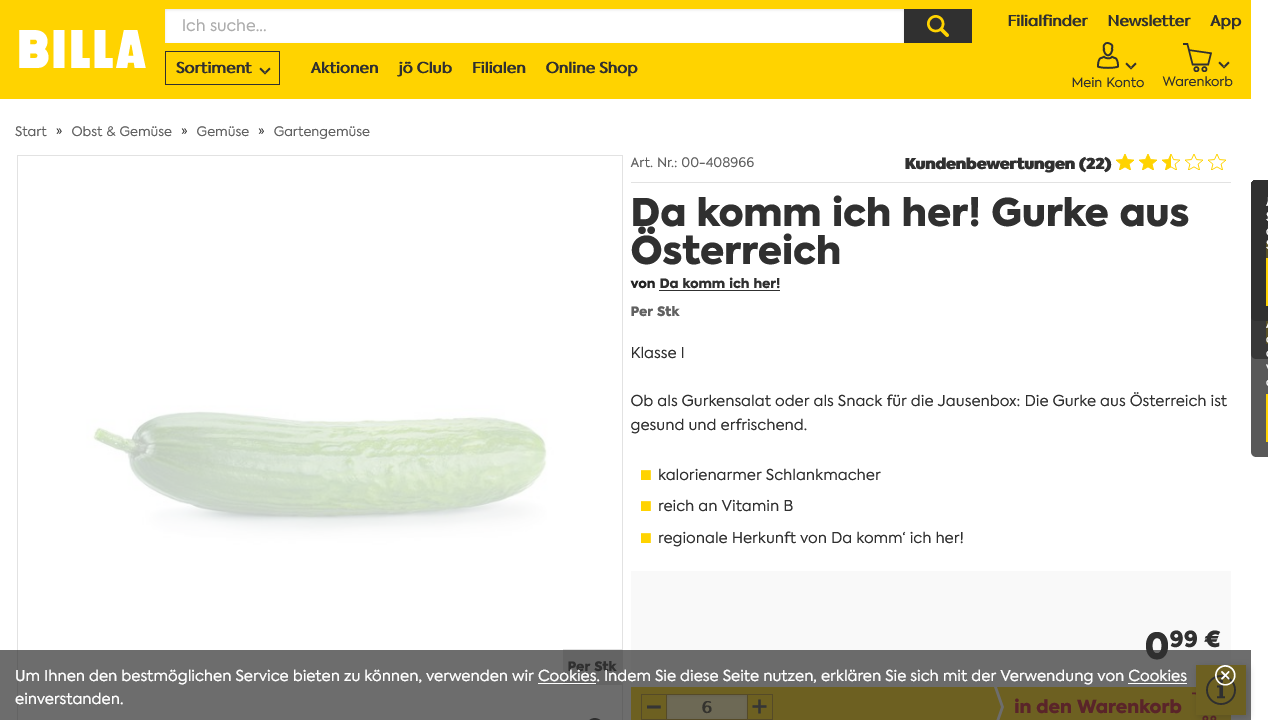 BILLA
Ich suche...
Filialfinder Newsletter App
Sortiment Aktionen jö Club Filialen Online Shop
Mein Konto Warenkorb
Start » Obst & Gemüse » Gemüse » Gartengemüse
Art. Nr.: 00-408966 Kundenbewertungen (22)
Da komm ich her! Gurke aus
Österreich
von Da komm ich her!
Per Stk
Klasse I
Ob als Gurkensalat oder als Snack für die Jausenbox: Die Gurke aus Österreich ist
gesund und erfrischend.
kalorienarmer Schlankmacher
reich an Vitamin B
regionale Herkunft von Da komm‘ ich her!
0 99 €
Per Stk
Um Ihnen den bestmöglichen Service bieten zu können, verwenden wir Cookies. Indem Sie diese Seite nutzen, erklären Sie sich mit der Verwendung von Cookies
einverstanden.
− 6 + in den Warenkorb